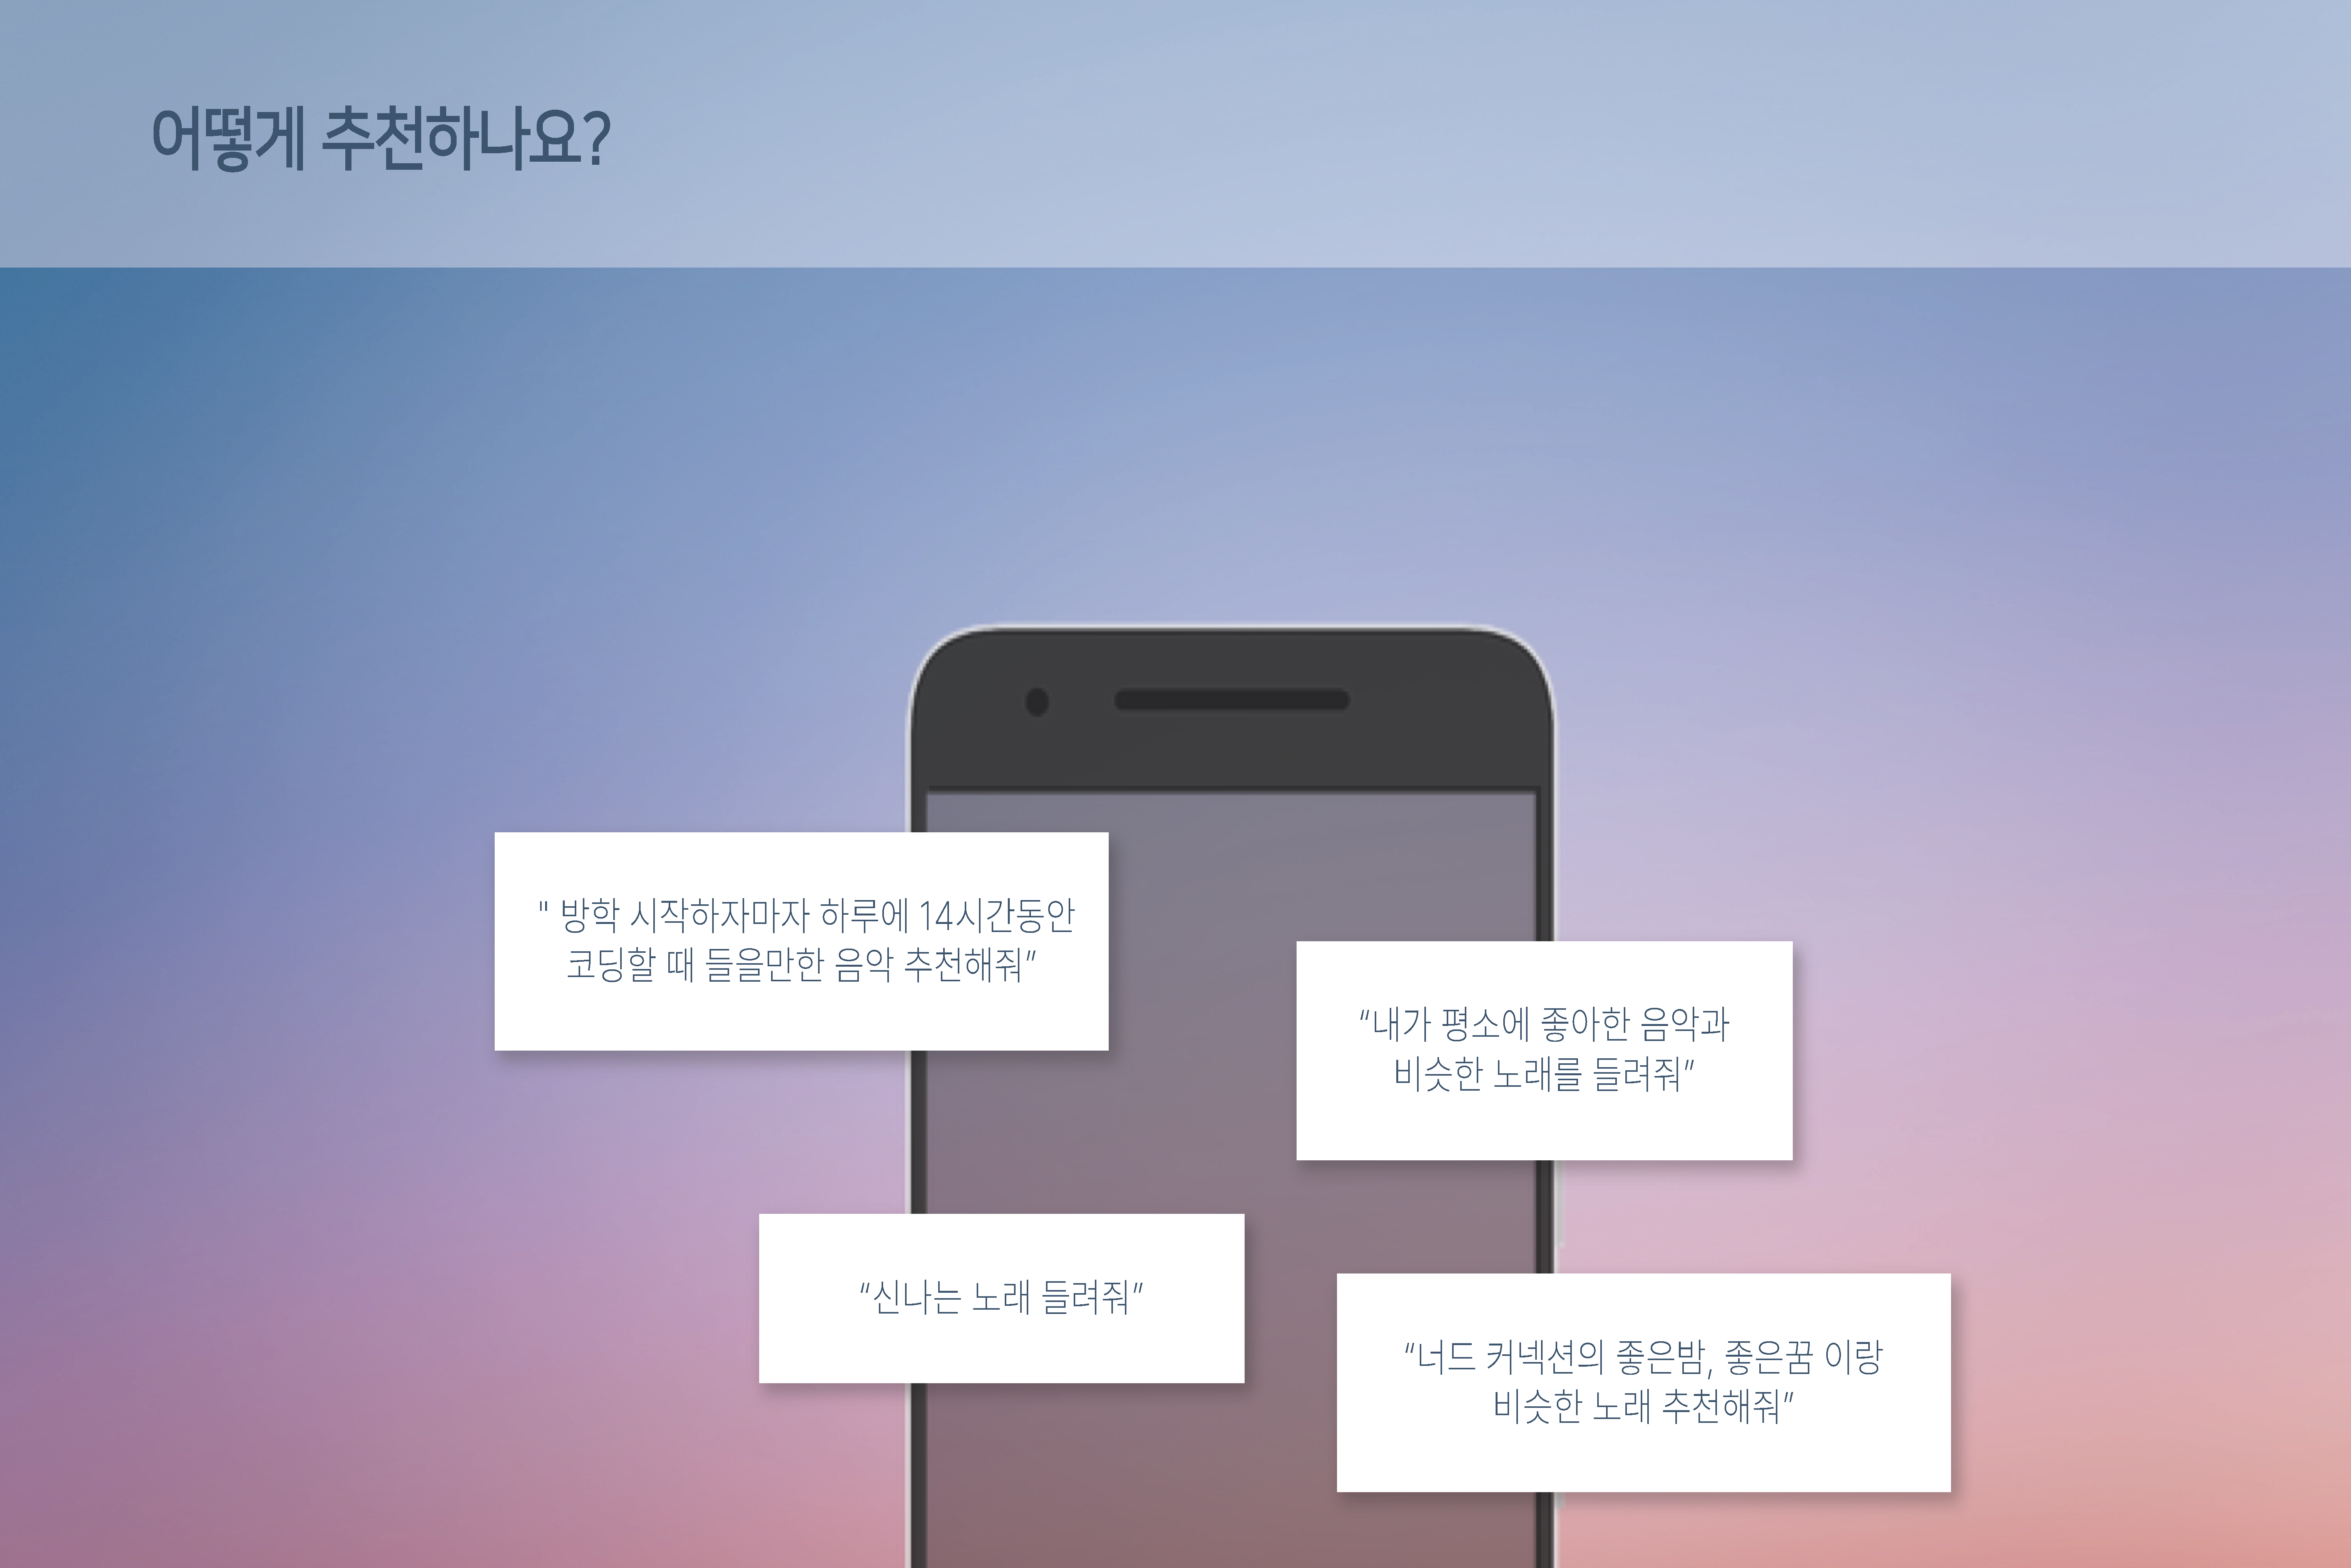 어떻게 추천하나요?
" 방학 시작하자마자 하루에 14시간동안
코딩할 때 들을만한 음악 추천해줘”
“내가 평소에 좋아한 음악과
비슷한 노래를 들려줘”
“신나는 노래 들려줘”
“너드 커넥션의 좋은밤, 좋은꿈 이랑
비슷한 노래 추천해줘”